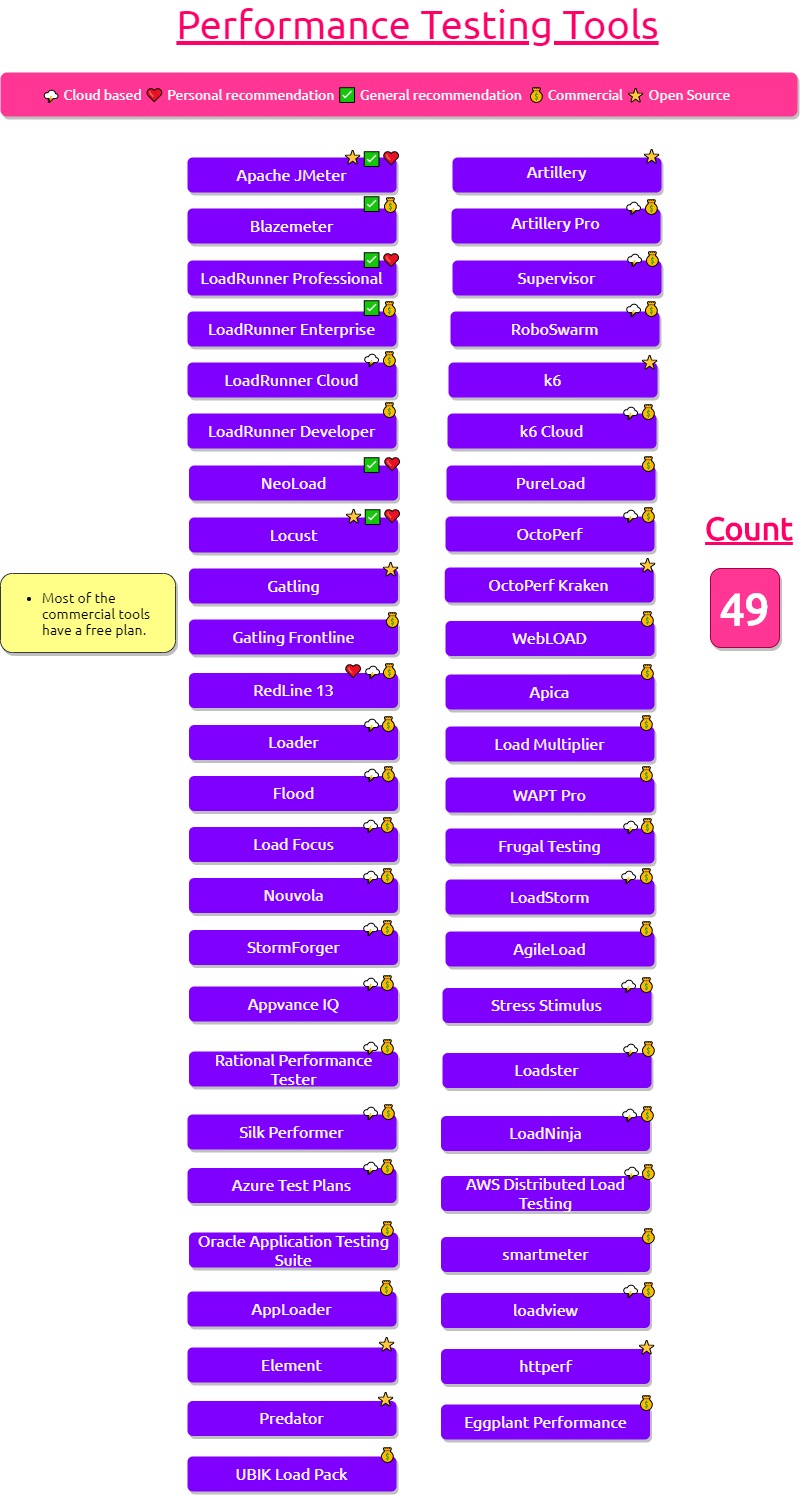 Performance Testing Tools
Cloud based Personal recommendation General recommendation Commercial Open Source
Apache JMeter
Blazemeter
LoadRunner Professional
LoadRunner Enterprise
LoadRunner Cloud
LoadRunner Developer
NeoLoad
Locust
Gatling
Gatling Frontline
RedLine 13
Loader
Flood
Load Focus
Nouvola
StormForger
Appvance IQ
Rational Performance
Tester
Silk Performer
Azure Test Plans
Oracle Application Testing
Suite
AppLoader
Element
Predator
UBIK Load Pack
Artillery
Artillery Pro
Supervisor
RoboSwarm
k6
k6 Cloud
PureLoad
OctoPerf
OctoPerf Kraken
WebLOAD
Apica
Load Multiplier
WAPT Pro
Frugal Testing
LoadStorm
AgileLoad
Stress Stimulus
Loadster
LoadNinja
AWS Distributed Load
Testing
smartmeter
loadview
httperf
Eggplant Performance
• Most of the
commercial tools
have a free plan.
Count
49